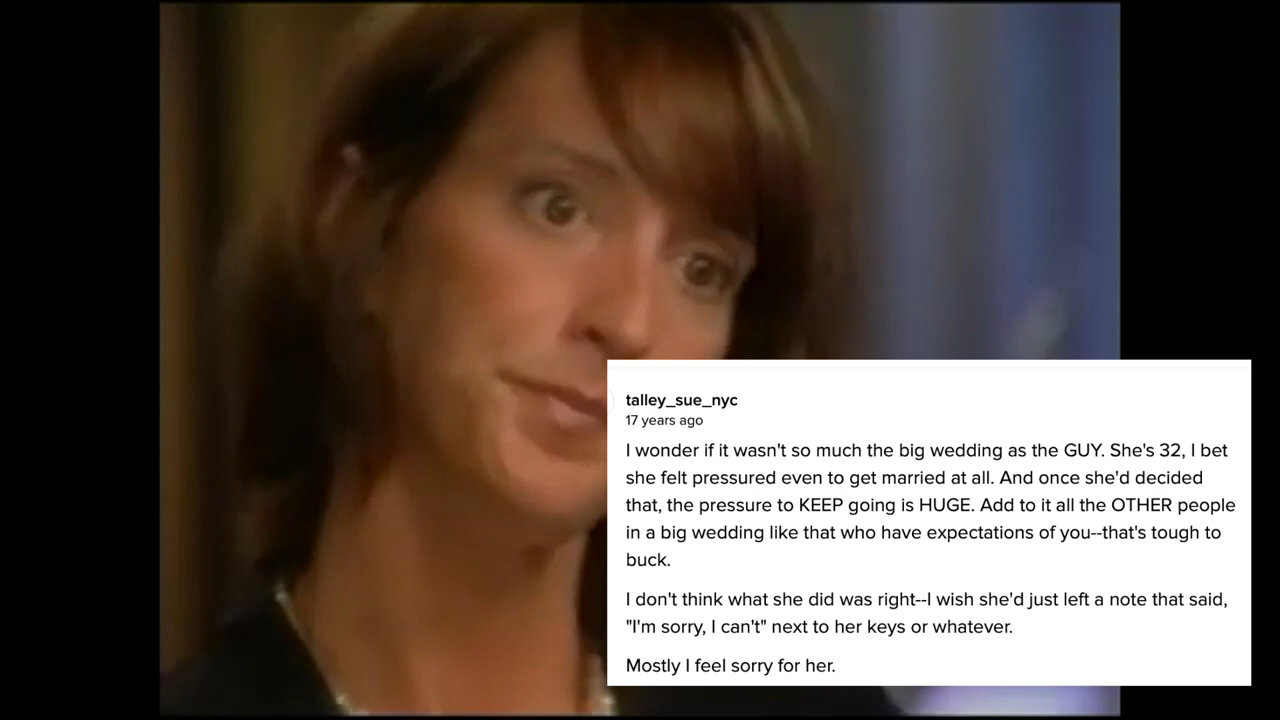 talley_sue_nyc
17 years ago
I wonder if it wasn't so much the big wedding as the GUY. She's 32, I bet
she felt pressured even to get married at all. And once she'd decided
that, the pressure to KEEP going is HUGE. Add to it all the OTHER people
in a big wedding like that who have expectations of you--that's tough to
buck.
I don't think what she did was right--I wish she'd just left a note that said,
"I'm sorry, I can't" next to her keys or whatever.
Mostly I feel sorry for her.